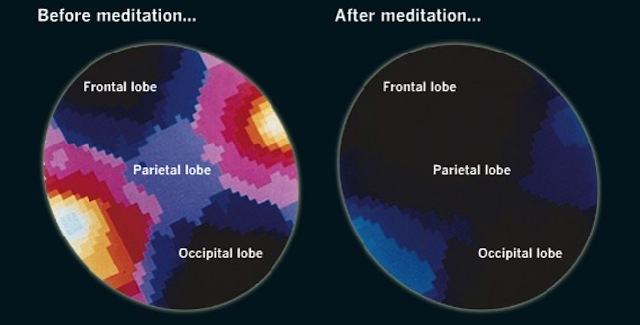 Before meditation...
After meditation...
Frontal lobe
Parietal lobe
Occipital lobe
Frontal lobe
Parietal lobe
Occipital lobe